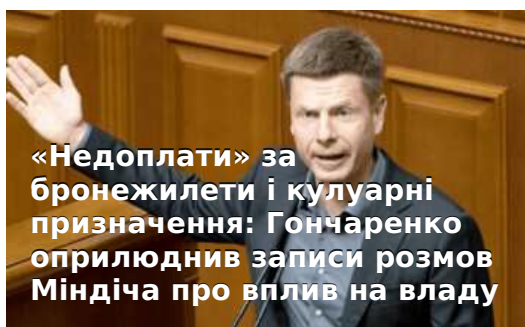 «Недоплати» за
бронежилети і кулуарні
призначення: Гончаренко
оприлюднив записи розмов
Міндіча про вплив на владу